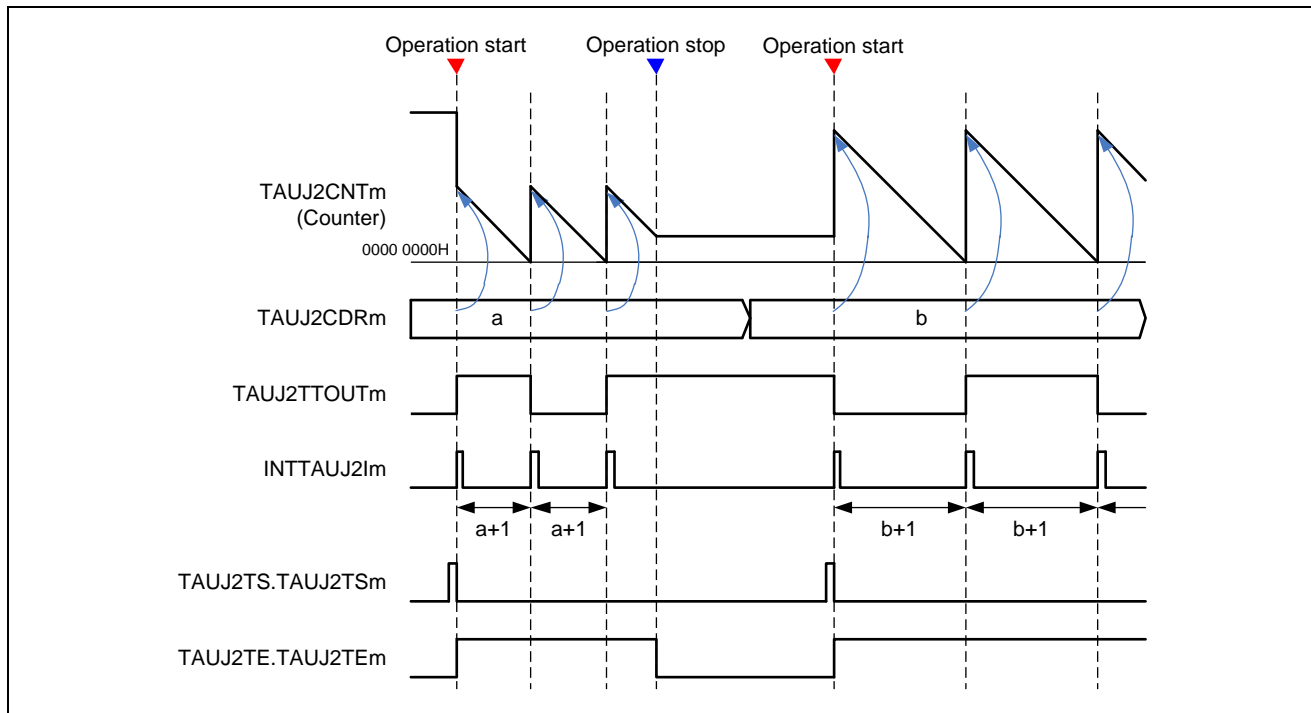 Operation start
Operation stop
Operation start
TAUJ2CNTm
(Counter)
0000 0000H
TAUJ2CDRm
a
b
TAUJ2TTOUTm
INTTAUJ2Im
a+1
a+1
b+1
b+1
TAUJ2TS.TAUJ2TSm
TAUJ2TE.TAUJ2TEm